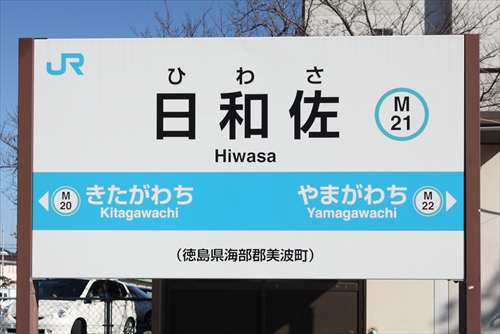 JR
ひわさ
日和佐
M
21
Hiwasa
M
20
きたがわち
Kitagawachi
やまがわち
Yamagawachi
M
22
（徳島県海部郡美波町）